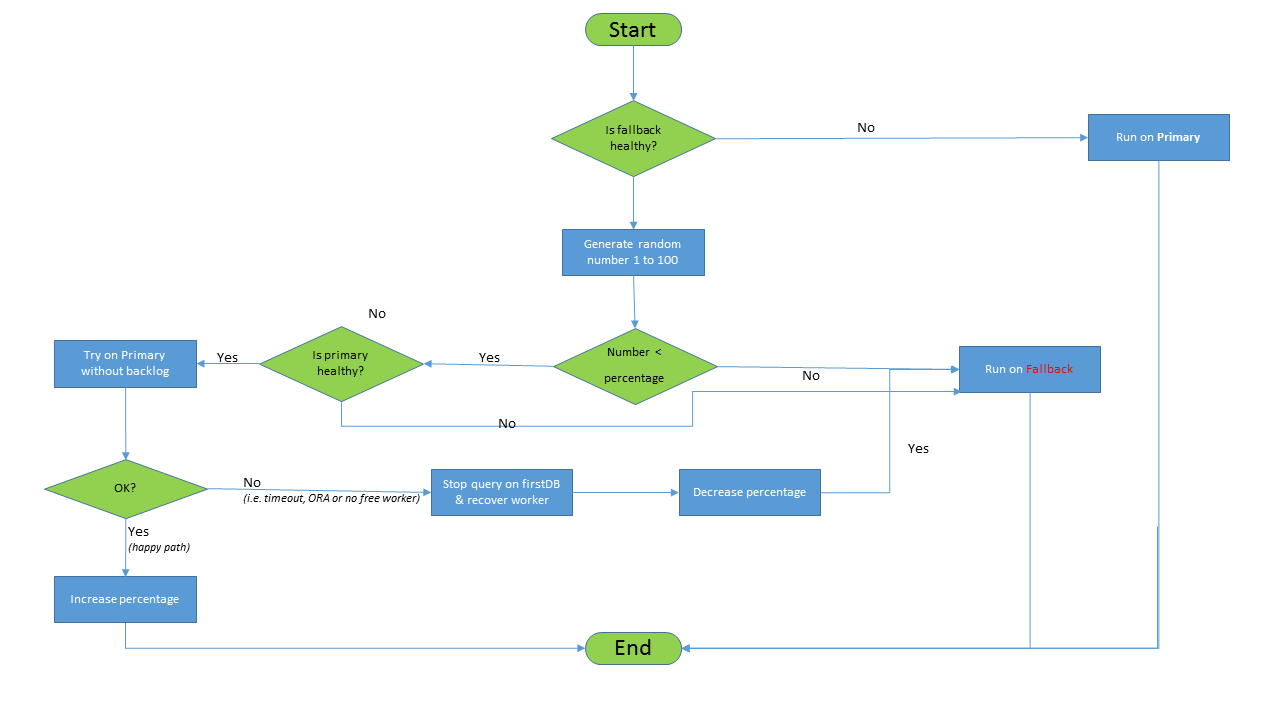 Start
Is fallback
healthy?
No
Run on Primary
Generate random
number 1 to 100
No
Try on Primary
without backlog
Yes
Is primary
healthy?
Yes
Number <
percentage
No
Run on Fallback
No
Yes
OK?
No
(i.e. timeout, ORA or no free worker)
Stop query on firstDB
& recover worker
Decrease percentage
Yes
(happy path)
Increase percentage
End